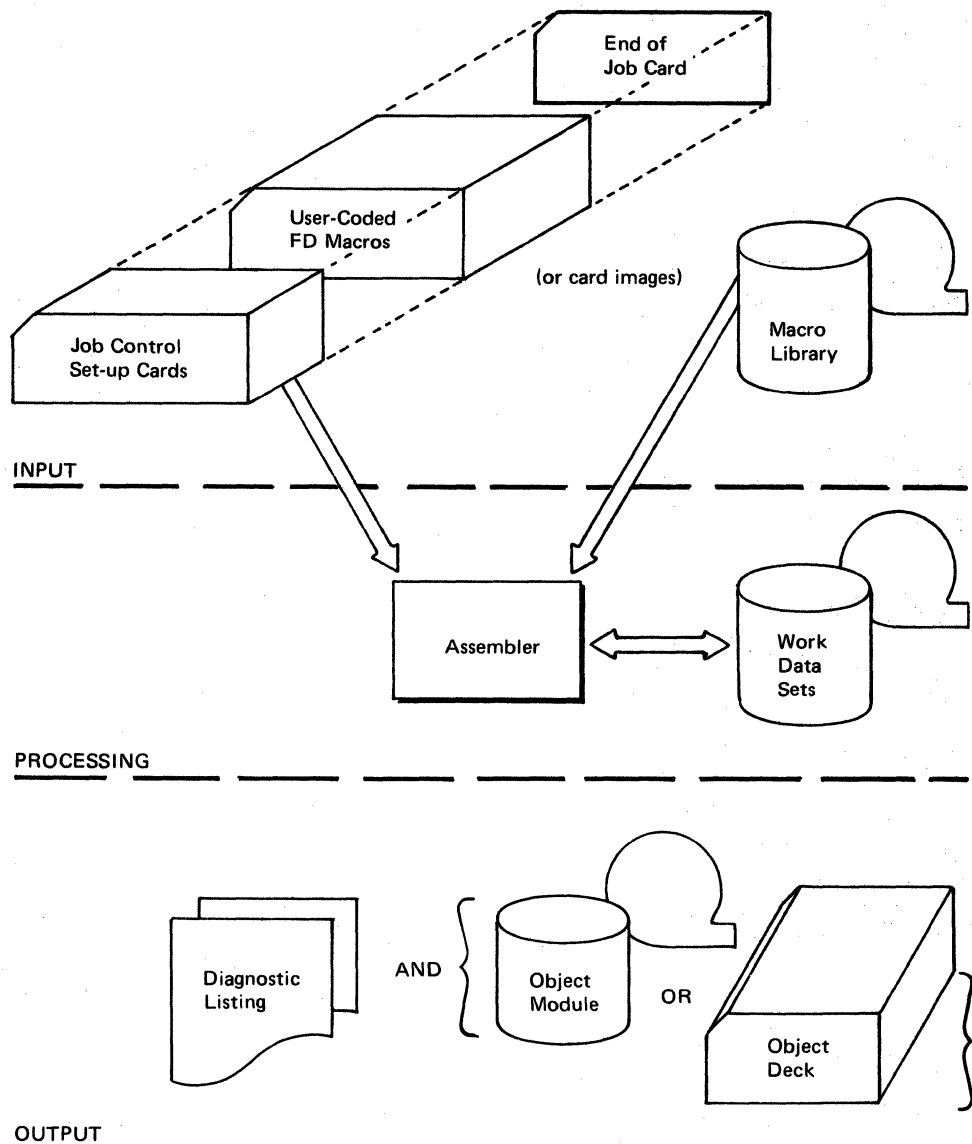 End of
Job Card
User-Coded
FD Macros
(or card images)
Job Control
Set-up Cards
Macro
Library
INPUT
Assembler
Work
Data
Sets
PROCESSING
Diagnostic
Listing
AND
Object
Module
OR
Object
Deck
OUTPUT